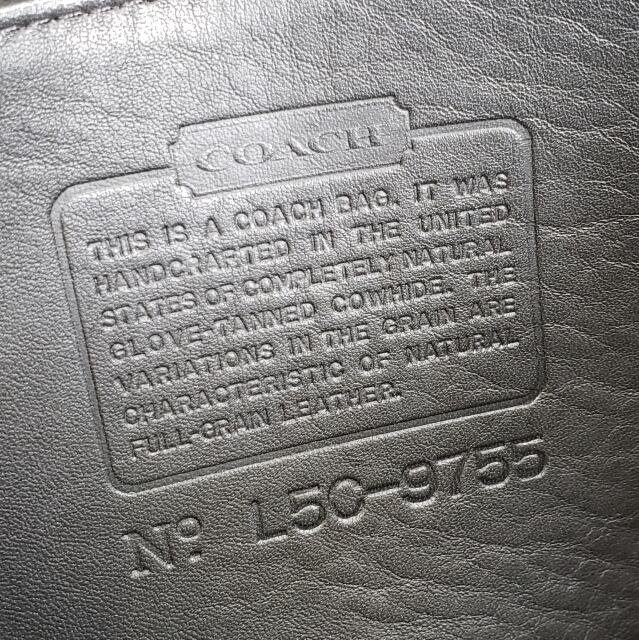 COACH
THIS IS A COACH BAG. IT WAS
HANDCRAFTED IN THE UNITED
STATES OF COMPLETELY NATURAL
GLOVE-TANNED COWHIDE. THE
VARIATIONS IN THE GRAIN ARE
CHARACTERISTIC OF NATURAL
FULL-GRAIN LEATHER.
Nº L5C-9755